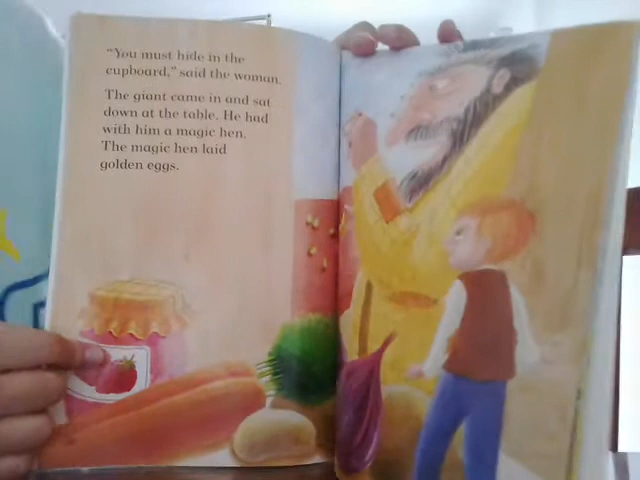 "You must hide in the
cupboard," said the woman.
The giant came in and sat
down at the table. He had
with him a magic hen.
The magic hen laid
golden eggs.